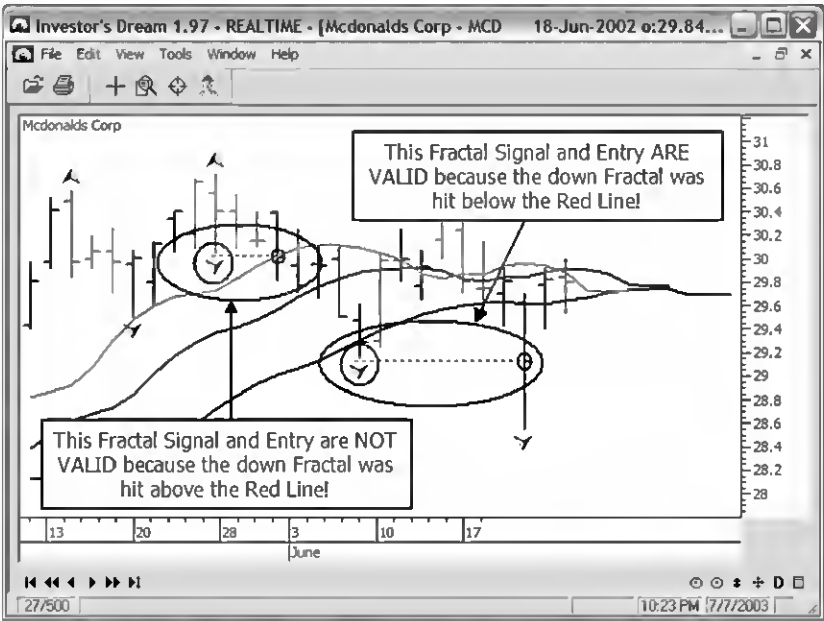 Investor's Dream 1.97 - REALTIME - [Mcdonalds Corp - MCD 18-Jun-2002 o:29.84...
File Edit View Tools Window Help
Mcdonalds Corp
This Fractal Signal and Entry ARE
VALID because the down Fractal was
hit below the Red Line!
31
30.8
30.6
30.4
30.2
30
29.8
29.6
29.4
29.2
29
28.8
28.6
28.4
28.2
28
This Fractal Signal and Entry are NOT
VALID because the down Fractal was
hit above the Red Line!
13 20 28 3 10 17
June
D
27/500 10:23 PM 7/7/2003